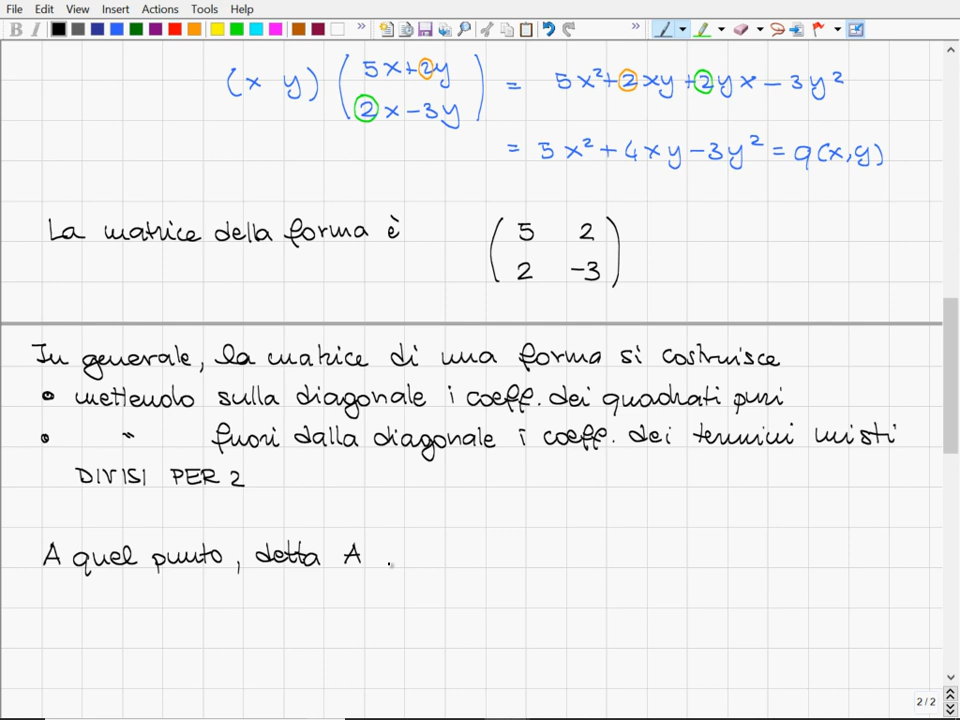 File Edit View Insert Actions Tools Help
B I
(x y) (5x+2y
2x-3y) = 5x²+2xy+2yx-3y²
= 5x²+4xy-3y² = q(x,y)
La matrice della forma è (5 2
2 -3)
In generale, la matrice di una forma si costruisce
• mettendo sulla diagonale i coeff. dei quadrati puri
• " fuori dalla diagonale i coeff. dei termini misti
DIVISI PER 2
A quel punto, detta A
2/2